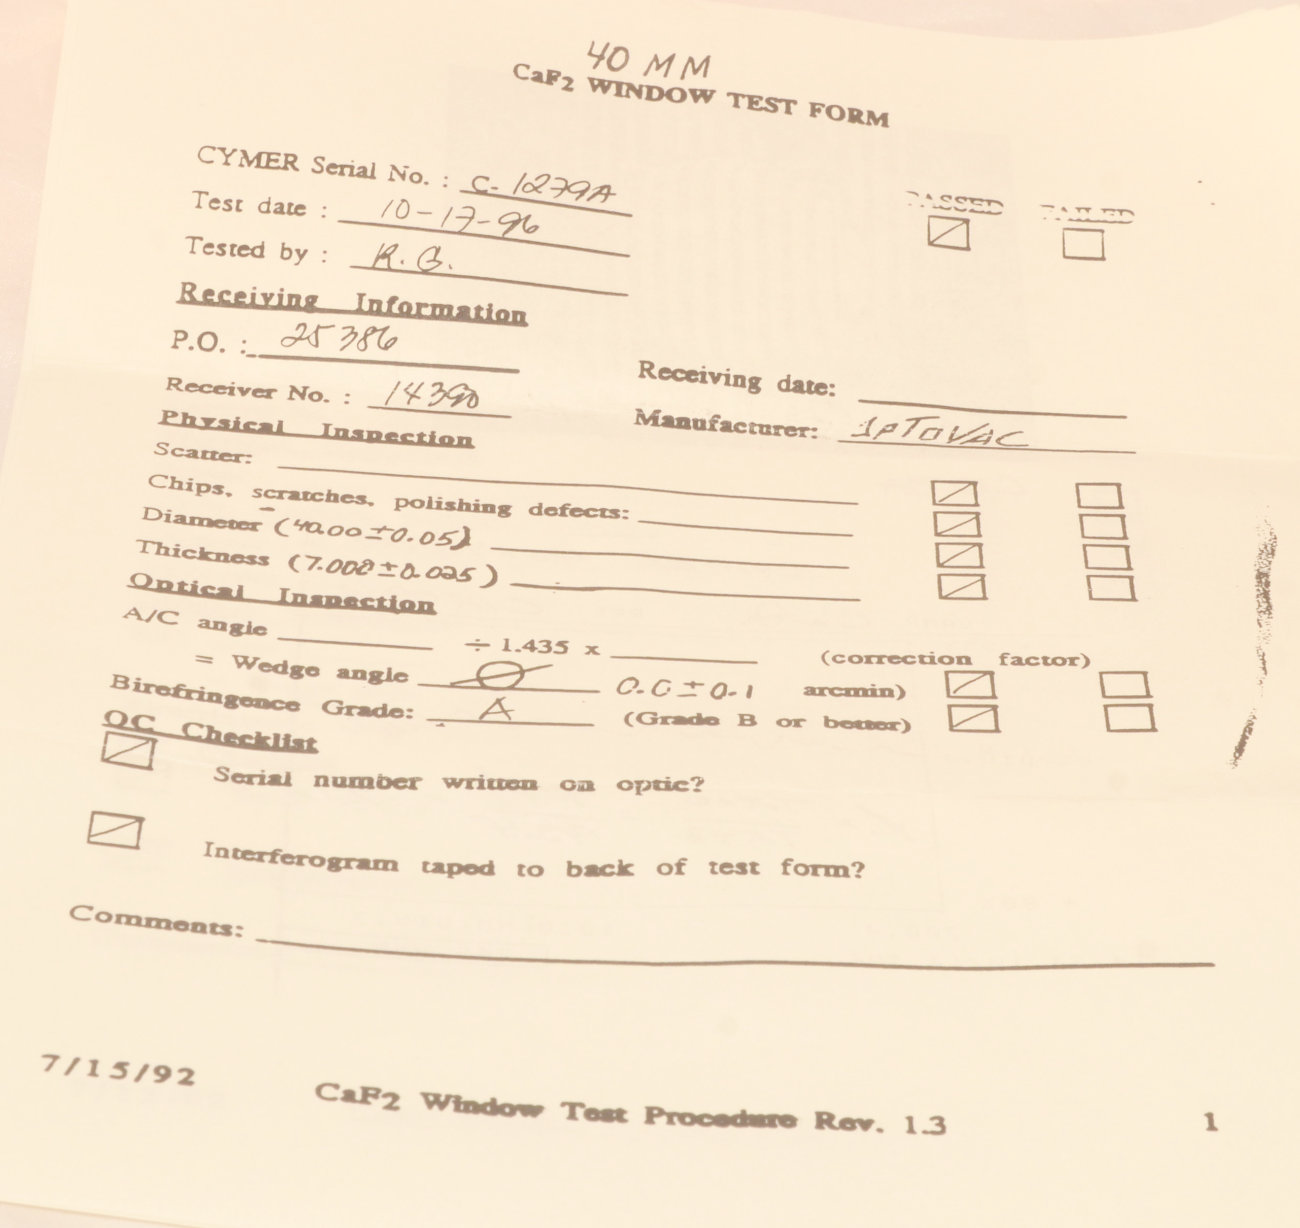 40 MM
CaF2 WINDOW TEST FORM
CYMER Serial No. : C-1279A
Test date : 10-17-96
PASSED FAILED
Tested by : R.G.
Receiving Information
P.O. : 25386
Receiving date:
Receiver No. : 14390
Manufacturer: OPTOVAC
Physical Inspection
Scatter:
Chips, scratches, polishing defects:
Diameter (40.00±0.05)
Thickness (7.000±0.025)
Optical Inspection
A/C angle ÷ 1.435 x (correction factor)
= Wedge angle 0 0.0±0.1 arcmin)
Birefringence Grade: A (Grade B or better)
QC Checklist
Serial number written on optic?
Interferogram taped to back of test form?
Comments:
7/15/92
CaF2 Window Test Procedure Rev. 1.3
1